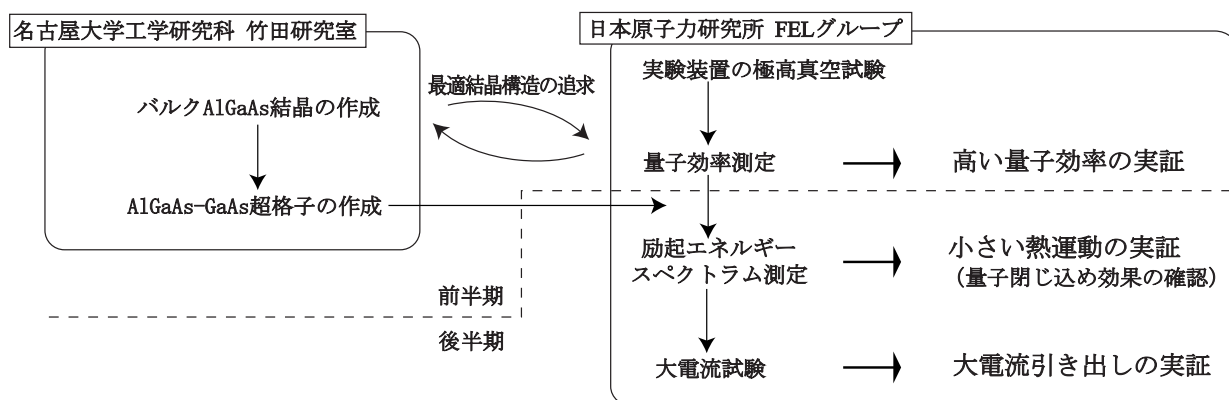 名古屋大学工学研究科 竹田研究室
バルクAlGaAs結晶の作成
AlGaAs-GaAs超格子の作成
最適結晶構造の追求
日本原子力研究所 FELグループ
実験装置の極高真空試験
量子効率測定
高い量子効率の実証
励起エネルギー
スペクトラム測定
小さい熱運動の実証
(量子閉じ込め効果の確認)
大電流試験
大電流引き出しの実証
前半期
後半期